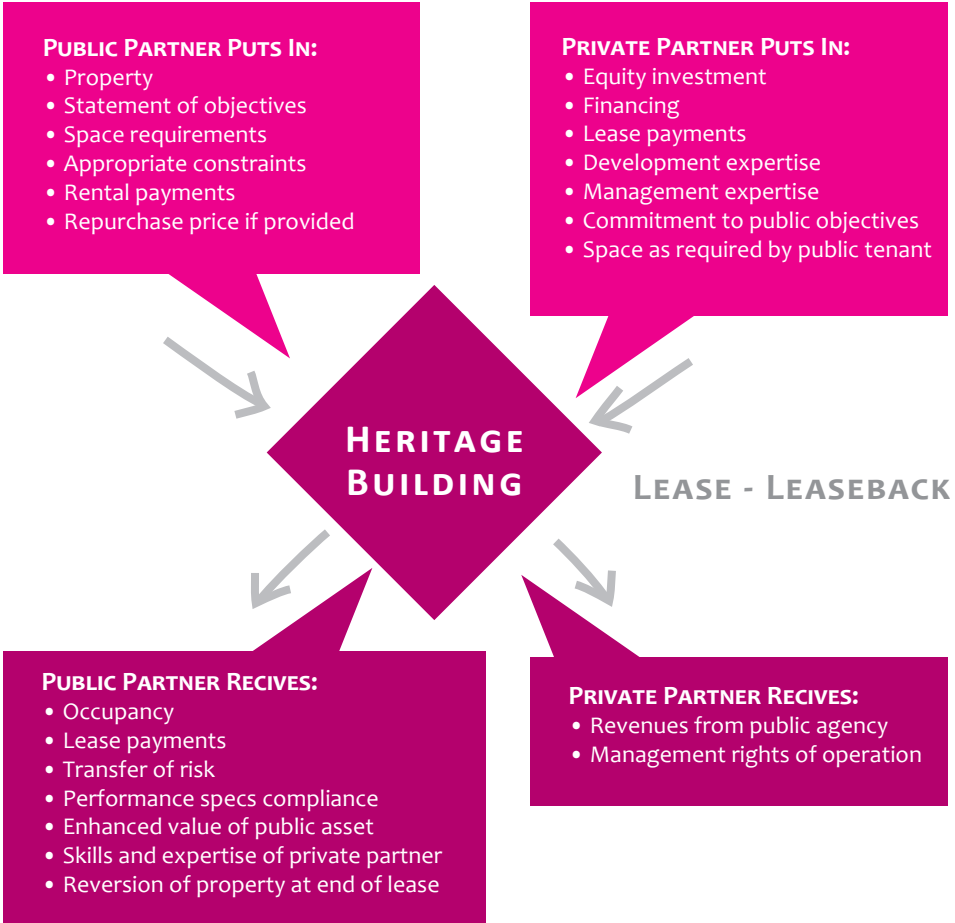 Public Partner Puts In:
• Property
• Statement of objectives
• Space requirements
• Appropriate constraints
• Rental payments
• Repurchase price if provided
Private Partner Puts In:
• Equity investment
• Financing
• Lease payments
• Development expertise
• Management expertise
• Commitment to public objectives
• Space as required by public tenant
Heritage
Building
Lease - Leaseback
Public Partner Recives:
• Occupancy
• Lease payments
• Transfer of risk
• Performance specs compliance
• Enhanced value of public asset
• Skills and expertise of private partner
• Reversion of property at end of lease
Private Partner Recives:
• Revenues from public agency
• Management rights of operation